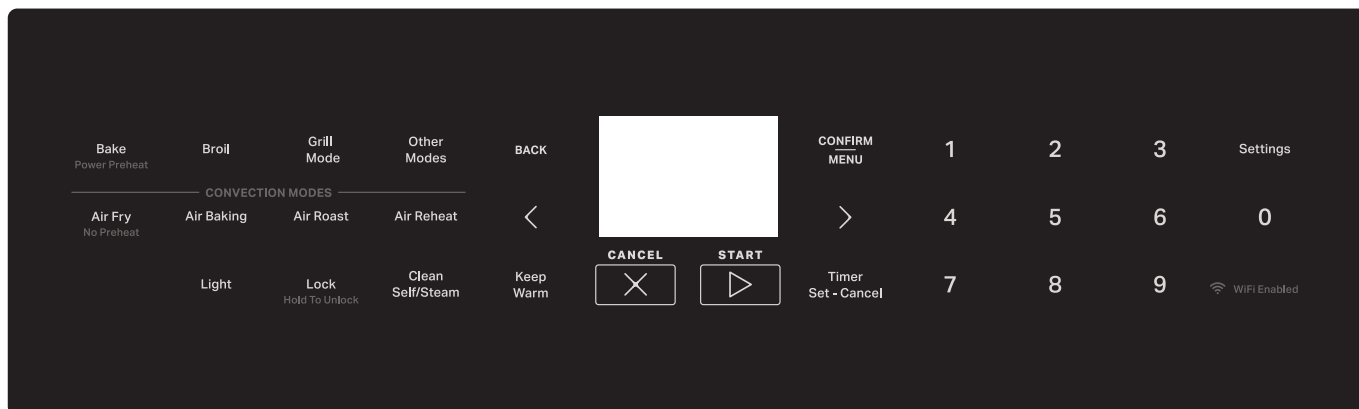 Bake
Power Preheat
Broil
Grill
Mode
Other
Modes
BACK
CONFIRM
MENU
1
2
3
Settings
CONVECTION MODES
Air Fry
No Preheat
Air Baking
Air Roast
Air Reheat
4
5
6
0
CANCEL
START
Light
Lock
Hold To Unlock
Clean
Self/Steam
Keep
Warm
Timer
Set - Cancel
7
8
9
WiFi Enabled